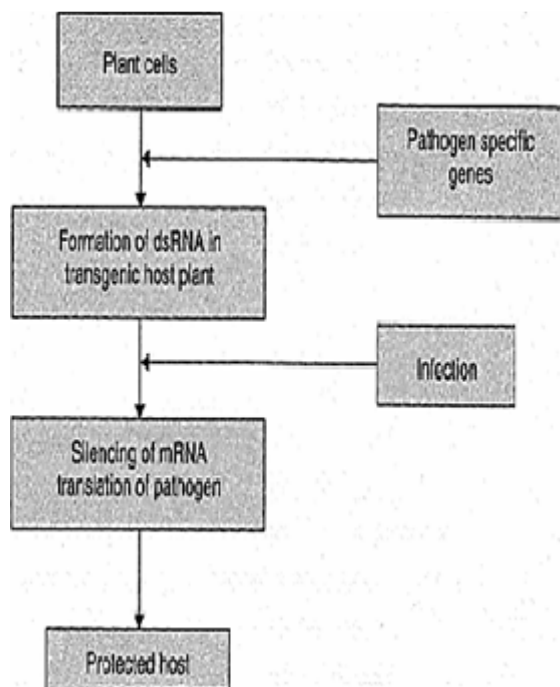 Plant cells
Pathogen specific
genes
Formation of dsRNA in
transgenic host plant
Infection
Silencing of mRNA
translation of pathogen
Protected host